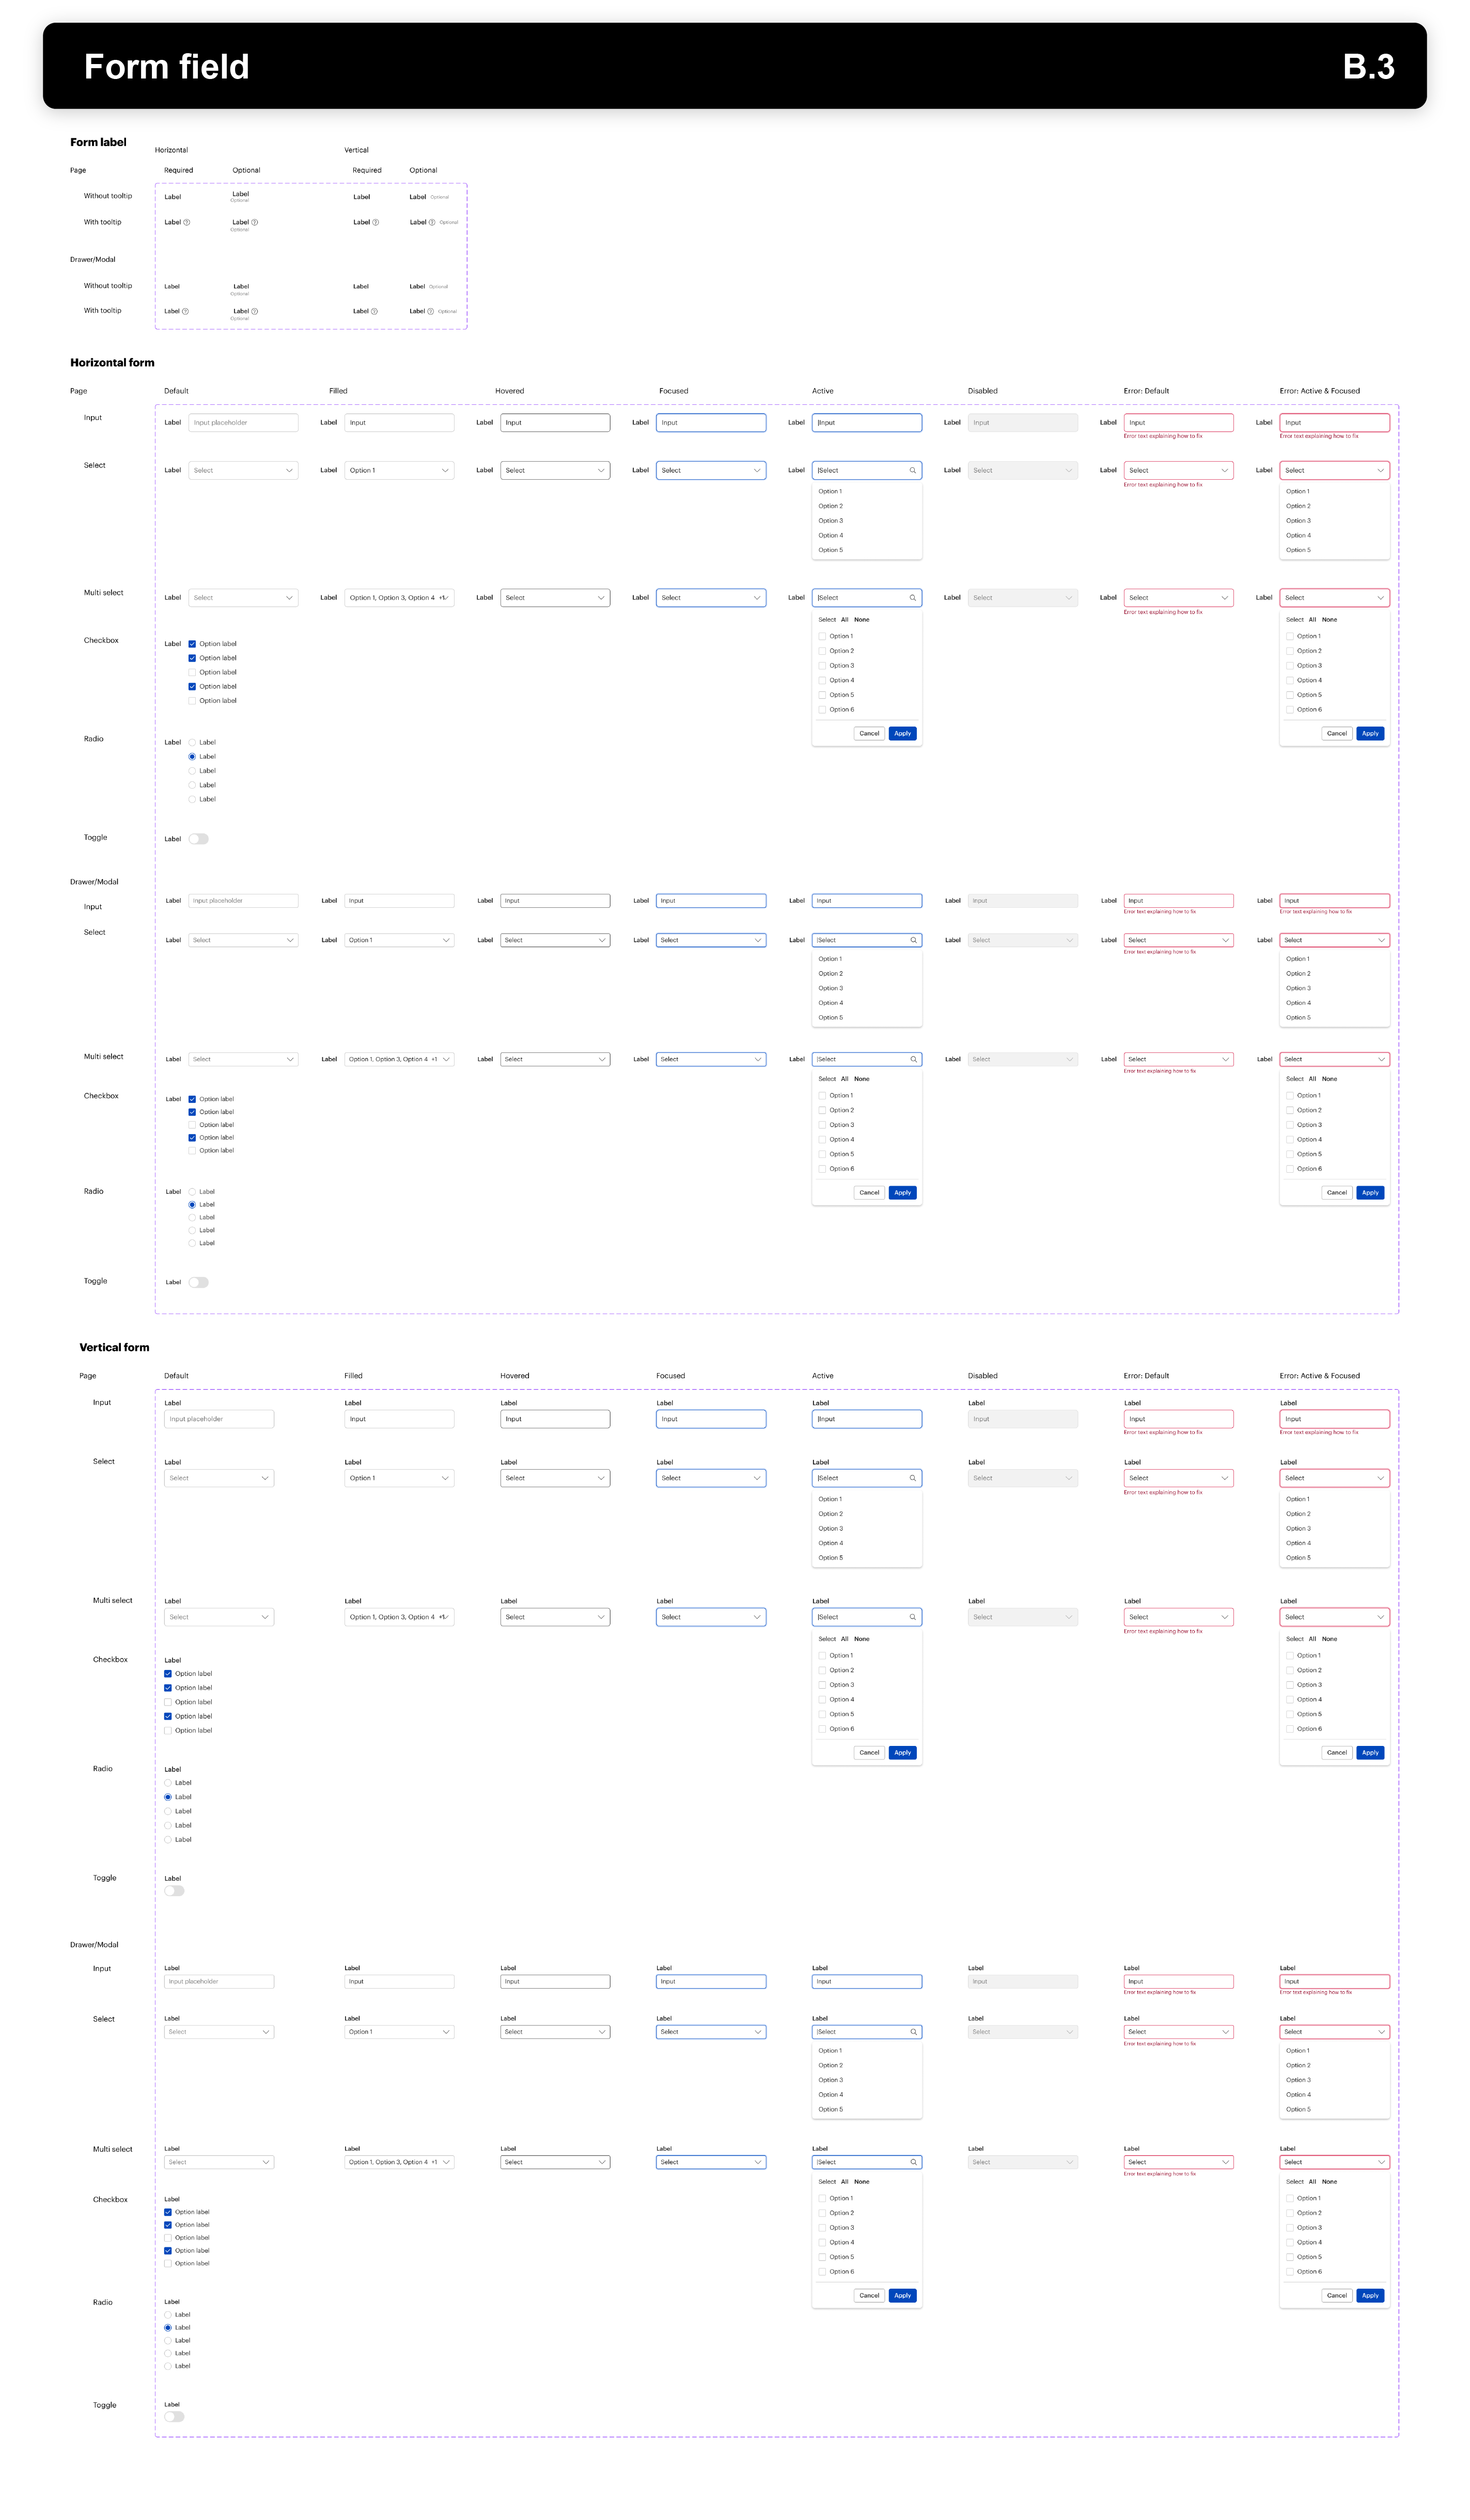 Form field B.3
Form label
Horizontal Vertical
Page Required Optional Required Optional
Without tooltip Label Label Optional Label Label Optional
With tooltip Label Label Optional Label Label Optional
Drawer/Modal
Without tooltip Label Label Optional Label Label Optional
With tooltip Label Label Optional Label Label Optional
Horizontal form
Page Default Filled Hovered Focused Active Disabled Error: Default Error: Active & Focused
Input Label Input placeholder Label Input Label Input Label Input Label Input Label Input Label Input Label Input
Error text explaining how to fix Error text explaining how to fix
Select Label Select Label Option 1 Label Select Label Select Label Select Label Select Label Select Label Select
Error text explaining how to fix
Option 1 Option 1
Option 2 Option 2
Option 3 Option 3
Option 4 Option 4
Option 5 Option 5
Multi select Label Select Label Option 1, Option 3, Option 4 +1 Label Select Label Select Label Select Label Select Label Select Label Select
Error text explaining how to fix
Select All None Select All None
Option 1 Option 1
Option 2 Option 2
Option 3 Option 3
Option 4 Option 4
Option 5 Option 5
Option 6 Option 6
Cancel Apply Cancel Apply
Checkbox Label Option label
Option label
Option label
Option label
Option label
Radio Label Label
Label
Label
Label
Label
Toggle Label
Drawer/Modal
Input Label Input placeholder Label Input Label Input Label Input Label Input Label Input Label Input Label Input
Error text explaining how to fix Error text explaining how to fix
Select Label Select Label Option 1 Label Select Label Select Label Select Label Select Label Select Label Select
Error text explaining how to fix
Option 1 Option 1
Option 2 Option 2
Option 3 Option 3
Option 4 Option 4
Option 5 Option 5
Multi select Label Select Label Option 1, Option 3, Option 4 +1 Label Select Label Select Label Select Label Select Label Select Label Select
Error text explaining how to fix
Select All None Select All None
Option 1 Option 1
Option 2 Option 2
Option 3 Option 3
Option 4 Option 4
Option 5 Option 5
Option 6 Option 6
Cancel Apply Cancel Apply
Checkbox Label Option label
Option label
Option label
Option label
Option label
Radio Label Label
Label
Label
Label
Label
Toggle Label
Vertical form
Page Default Filled Hovered Focused Active Disabled Error: Default Error: Active & Focused
Input Label Label Label Label Label Label Label Label
Input placeholder Input Input Input Input Input Input Input
Error text explaining how to fix Error text explaining how to fix
Select Label Label Label Label Label Label Label Label
Select Option 1 Select Select Select Select Select Select
Error text explaining how to fix
Option 1 Option 1
Option 2 Option 2
Option 3 Option 3
Option 4 Option 4
Option 5 Option 5
Multi select Label Label Label Label Label Label Label Label
Select Option 1, Option 3, Option 4 +1 Select Select Select Select Select Select
Error text explaining how to fix
Select All None Select All None
Option 1 Option 1
Option 2 Option 2
Option 3 Option 3
Option 4 Option 4
Option 5 Option 5
Option 6 Option 6
Cancel Apply Cancel Apply
Checkbox Label
Option label
Option label
Option label
Option label
Option label
Radio Label
Label
Label
Label
Label
Label
Toggle Label
Drawer/Modal
Input Label Label Label Label Label Label Label Label
Input placeholder Input Input Input Input Input Input Input
Error text explaining how to fix Error text explaining how to fix
Select Label Label Label Label Label Label Label Label
Select Option 1 Select Select Select Select Select Select
Error text explaining how to fix
Option 1 Option 1
Option 2 Option 2
Option 3 Option 3
Option 4 Option 4
Option 5 Option 5
Multi select Label Label Label Label Label Label Label Label
Select Option 1, Option 3, Option 4 +1 Select Select Select Select Select Select
Error text explaining how to fix
Select All None Select All None
Option 1 Option 1
Option 2 Option 2
Option 3 Option 3
Option 4 Option 4
Option 5 Option 5
Option 6 Option 6
Cancel Apply Cancel Apply
Checkbox Label
Option label
Option label
Option label
Option label
Option label
Radio Label
Label
Label
Label
Label
Label
Toggle Label